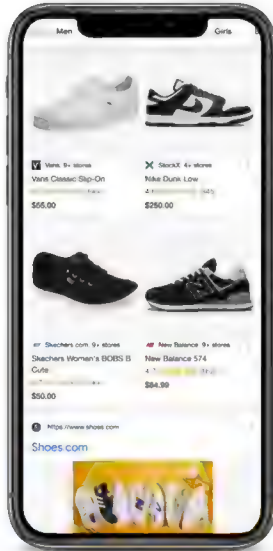 Men Girls
Vans 9+ stores
Vans Classic Slip-On
$55.00
StockX 4+ stores
Nike Dunk Low
$250.00
Skechers.com 9+ stores
Skechers Women's BOBS B
Cute
$50.00
New Balance 9+ stores
New Balance 574
$84.99
https://www.shoes.com
Shoes.com